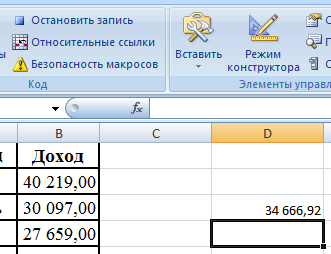 Остановить запись
Относительные ссылки
Безопасность макросов
Код
Вставить
Режим
конструктора
Элементы управл
fx
B C D
Доход
40 219,00
30 097,00 34 666,92
27 659,00